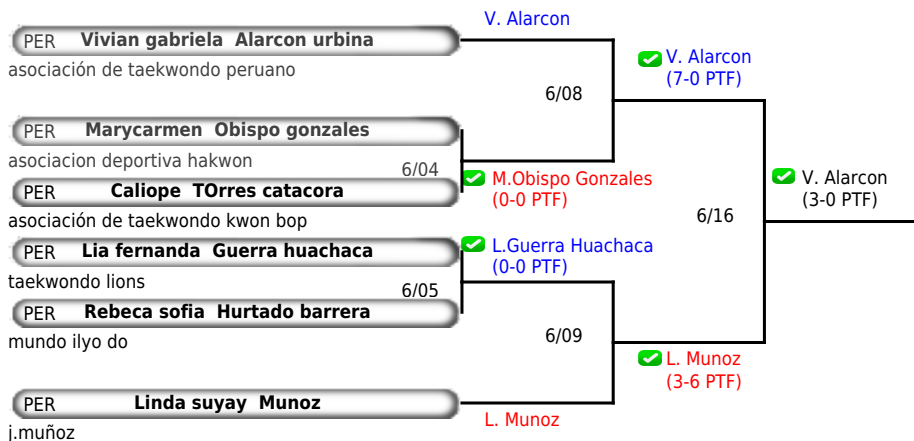 V. Alarcon
PER Vivian gabriela Alarcon urbina
asociación de taekwondo peruano
V. Alarcon
(7-0 PTF)
6/08
PER Marycarmen Obispo gonzales
asociacion deportiva hakwon
6/04
M.Obispo Gonzales
(0-0 PTF)
PER Caliope TOrres catacora
asociación de taekwondo kwon bop
V. Alarcon
(3-0 PTF)
6/16
PER Lia fernanda Guerra huachaca
L.Guerra Huachaca
(0-0 PTF)
taekwondo lions
6/05
PER Rebeca sofia Hurtado barrera
mundo ilyo do
6/09
L. Munoz
(3-6 PTF)
PER Linda suyay Munoz
L. Munoz
j.muñoz